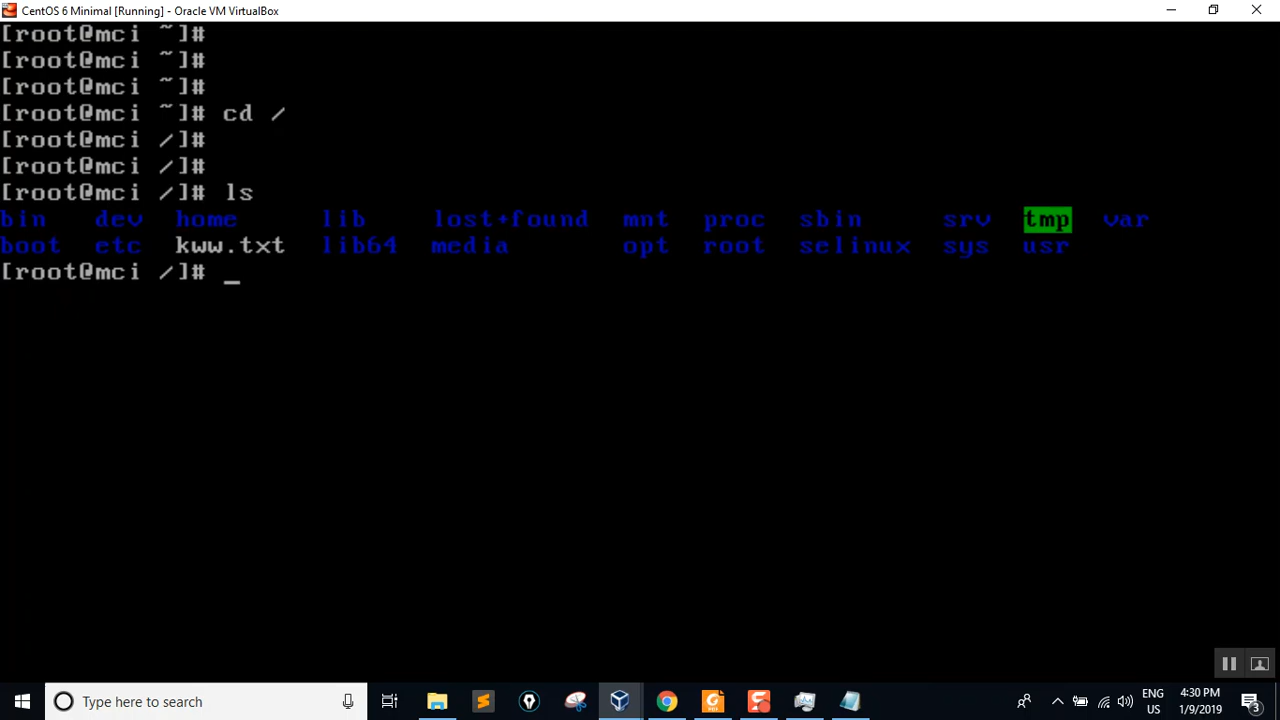 CentOS 6 Minimal [Running] - Oracle VM VirtualBox
[root@mci ~]#
[root@mci ~]#
[root@mci ~]#
[root@mci ~]# cd /
[root@mci /]#
[root@mci /]#
[root@mci /]# ls
bin dev home lib lost+found mnt proc sbin srv tmp var
boot etc kww.txt lib64 media opt root selinux sys usr
[root@mci /]# _
Type here to search
ENG
US
4:30 PM
1/9/2019
3